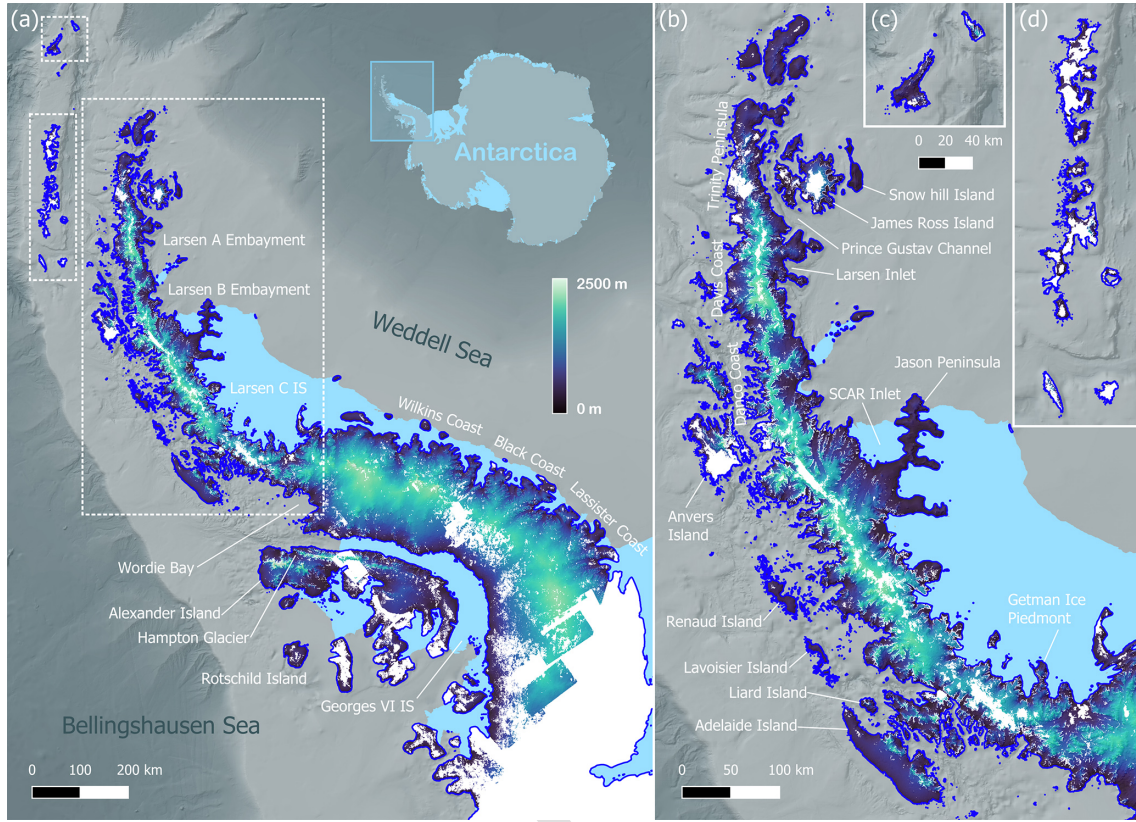 (a)
Antarctica
Larsen A Embayment
Larsen B Embayment
2500 m
0 m
Weddell Sea
Larsen C IS
Wilkins Coast
Black Coast
Lassister Coast
Wordie Bay
Alexander Island
Hampton Glacier
Rotschild Island
Georges VI IS
Bellingshausen Sea
0 100 200 km
(b)
Trinity Peninsula
Snow hill Island
James Ross Island
Prince Gustav Channel
Larsen Inlet
Davis Coast
Danco Coast
Jason Peninsula
SCAR Inlet
Anvers
Island
Renaud Island
Getman Ice
Piedmont
Lavoisier Island
Liard Island
Adelaide Island
0 50 100 km
(c)
0 20 40 km
(d)